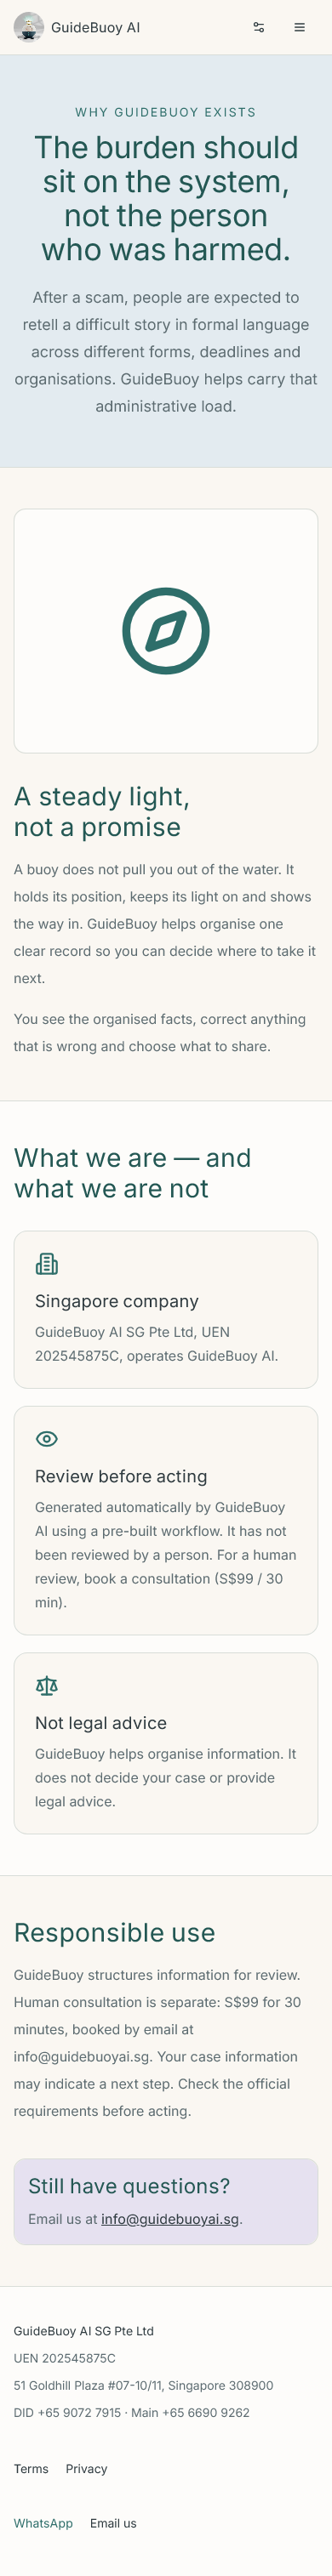 GuideBuoy AI
WHY GUIDEBUOY EXISTS
The burden should
sit on the system,
not the person
who was harmed.
After a scam, people are expected to
retell a difficult story in formal language
across different forms, deadlines and
organisations. GuideBuoy helps carry that
administrative load.
A steady light,
not a promise
A buoy does not pull you out of the water. It
holds its position, keeps its light on and shows
the way in. GuideBuoy helps organise one
clear record so you can decide where to take it
next.
You see the organised facts, correct anything
that is wrong and choose what to share.
What we are — and
what we are not
Singapore company
GuideBuoy AI SG Pte Ltd, UEN
202545875C, operates GuideBuoy AI.
Review before acting
Generated automatically by GuideBuoy
AI using a pre-built workflow. It has not
been reviewed by a person. For a human
review, book a consultation (S$99 / 30
min).
Not legal advice
GuideBuoy helps organise information. It
does not decide your case or provide
legal advice.
Responsible use
GuideBuoy structures information for review.
Human consultation is separate: S$99 for 30
minutes, booked by email at
info@guidebuoyai.sg. Your case information
may indicate a next step. Check the official
requirements before acting.
Still have questions?
Email us at info@guidebuoyai.sg.
GuideBuoy AI SG Pte Ltd
UEN 202545875C
51 Goldhill Plaza #07-10/11, Singapore 308900
DID +65 9072 7915 · Main +65 6690 9262
Terms Privacy
WhatsApp Email us